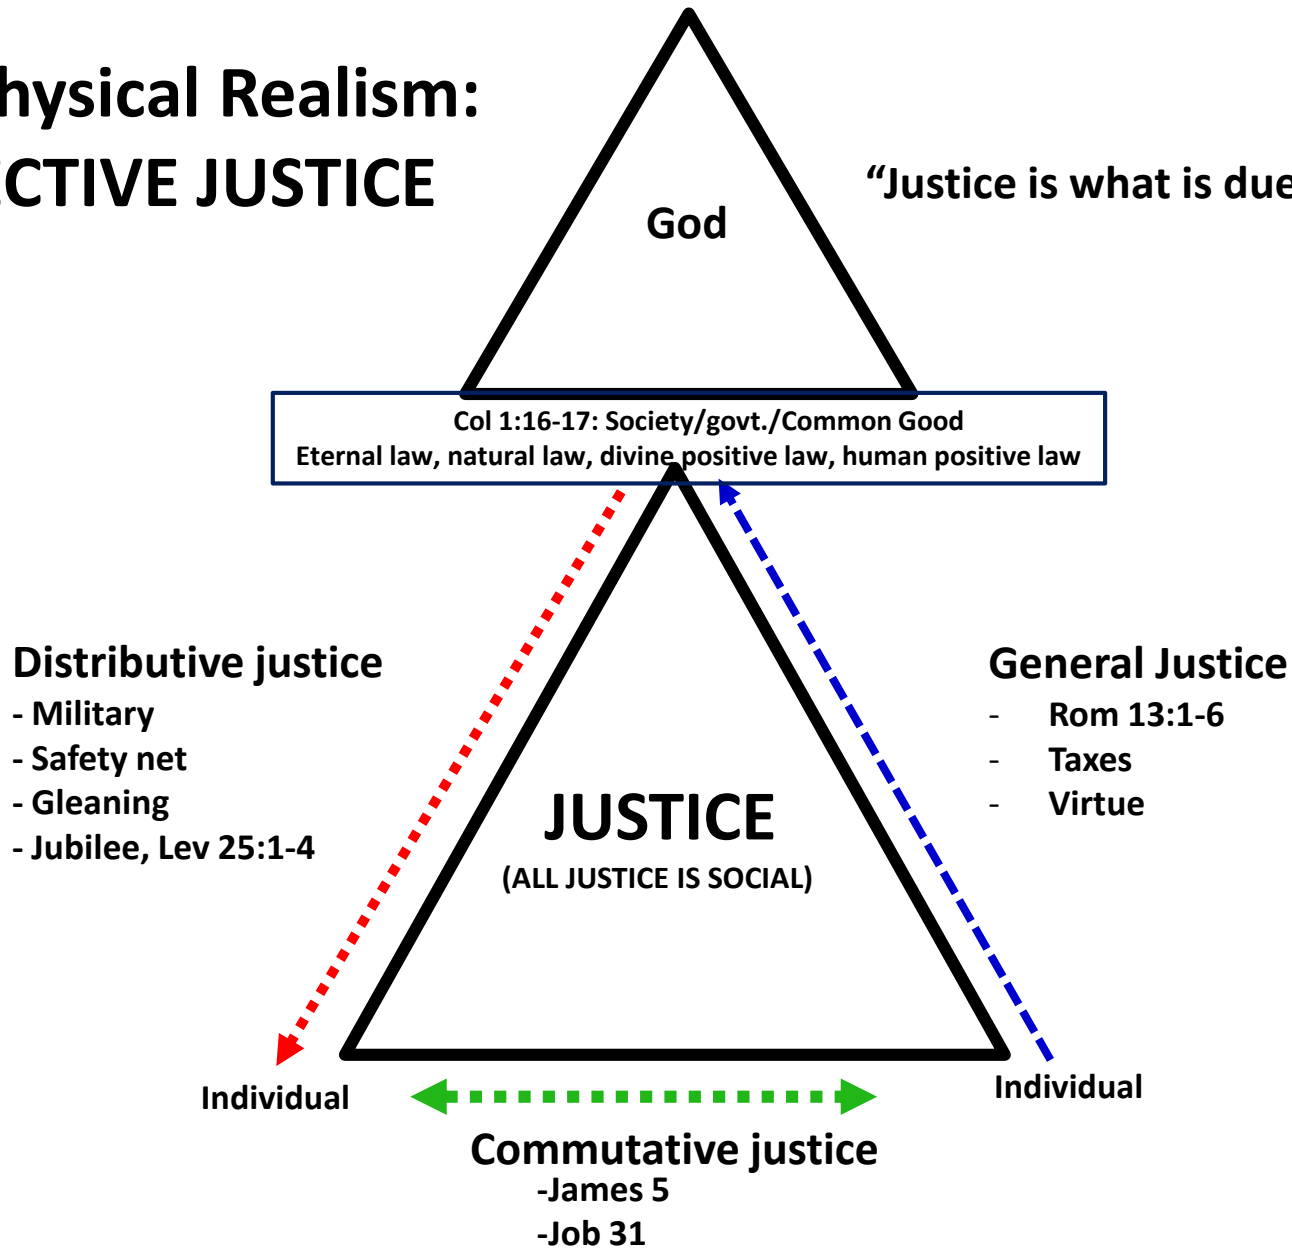 hysical Realism:
ECTIVE JUSTICE
“Justice is what is due
God
Col 1:16-17: Society/govt./Common Good
Eternal law, natural law, divine positive law, human positive law
Distributive justice
- Military
- Safety net
- Gleaning
- Jubilee, Lev 25:1-4
General Justice
- Rom 13:1-6
- Taxes
- Virtue
JUSTICE
(ALL JUSTICE IS SOCIAL)
Individual
Individual
Commutative justice
-James 5
-Job 31